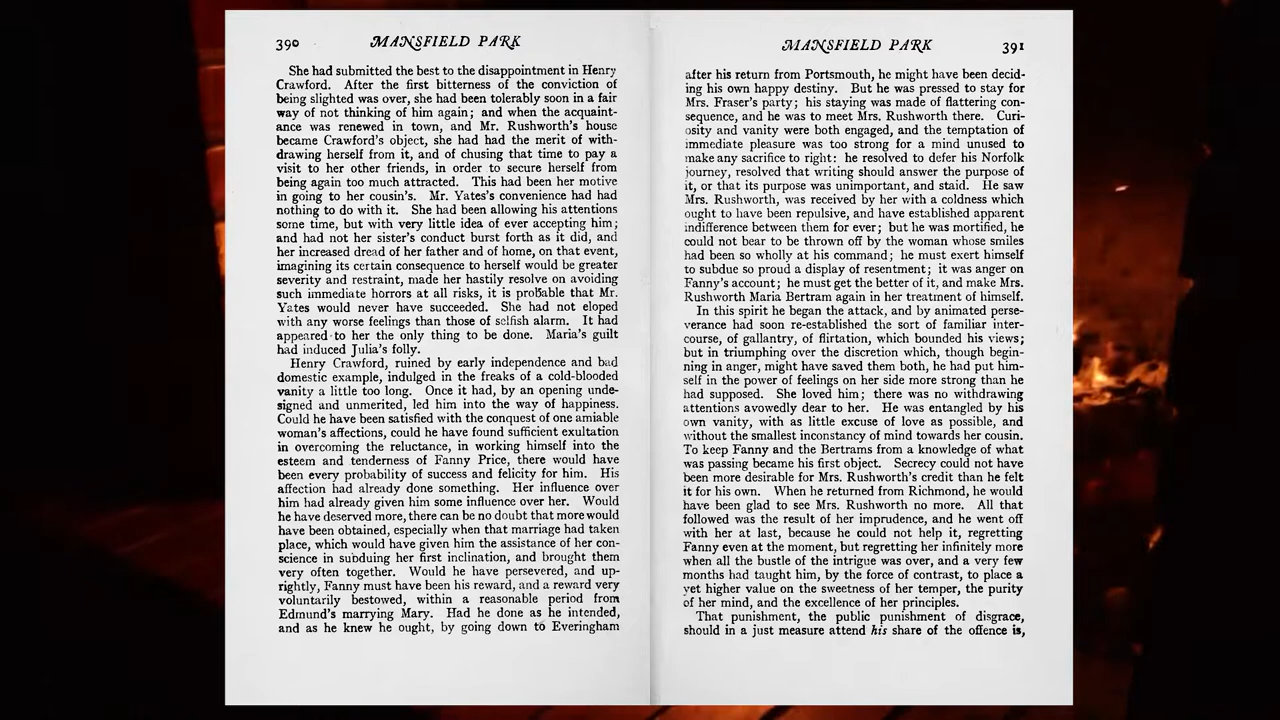 390
MANSFIELD PARK
She had submitted the best to the disappointment in Henry
Crawford. After the first bitterness of the conviction of
being slighted was over, she had been tolerably soon in a fair
way of not thinking of him again; and when the acquaint-
ance was renewed in town, and Mr. Rushworth's house
became Crawford's object, she had had the merit of with-
drawing herself from it, and of chusing that time to pay a
visit to her other friends, in order to secure herself from
being again too much attracted. This had been her motive
in going to her cousin's. Mr. Yates's convenience had had
nothing to do with it. She had been allowing his attentions
some time, but with very little idea of ever accepting him;
and had not her sister's conduct burst forth as it did, and
her increased dread of her father and of home, on that event,
imagining its certain consequence to herself would be greater
severity and restraint, made her hastily resolve on avoiding
such immediate horrors at all risks, it is probable that Mr.
Yates would never have succeeded. She had not eloped
with any worse feelings than those of selfish alarm. It had
appeared to her the only thing to be done. Maria's guilt
had induced Julia's folly.
Henry Crawford, ruined by early independence and bad
domestic example, indulged in the freaks of a cold-blooded
vanity a little too long. Once it had, by an opening unde-
signed and unmerited, led him into the way of happiness.
Could he have been satisfied with the conquest of one amiable
woman's affections, could he have found sufficient exultation
in overcoming the reluctance, in working himself into the
esteem and tenderness of Fanny Price, there would have
been every probability of success and felicity for him. His
affection had already done something. Her influence over
him had already given him some influence over her. Would
he have deserved more, there can be no doubt that more would
have been obtained, especially when that marriage had taken
place, which would have given him the assistance of her con-
science in subduing her first inclination, and brought them
very often together. Would he have persevered, and up-
rightly, Fanny must have been his reward, and a reward very
voluntarily bestowed, within a reasonable period from
Edmund's marrying Mary. Had he done as he intended,
and as he knew he ought, by going down to Everingham
MANSFIELD PARK
391
after his return from Portsmouth, he might have been decid-
ing his own happy destiny. But he was pressed to stay for
Mrs. Fraser's party; his staying was made of flattering con-
sequence, and he was to meet Mrs. Rushworth there. Curi-
osity and vanity were both engaged, and the temptation of
immediate pleasure was too strong for a mind unused to
make any sacrifice to right: he resolved to defer his Norfolk
journey, resolved that writing should answer the purpose of
it, or that its purpose was unimportant, and staid. He saw
Mrs. Rushworth, was received by her with a coldness which
ought to have been repulsive, and have established apparent
indifference between them for ever; but he was mortified, he
could not bear to be thrown off by the woman whose smiles
had been so wholly at his command; he must exert himself
to subdue so proud a display of resentment; it was anger on
Fanny's account; he must get the better of it, and make Mrs.
Rushworth Maria Bertram again in her treatment of himself.
In this spirit he began the attack, and by animated perse-
verance had soon re-established the sort of familiar inter-
course, of gallantry, of flirtation, which bounded his views;
but in triumphing over the discretion which, though begin-
ning in anger, might have saved them both, he had put him-
self in the power of feelings on her side more strong than he
had supposed. She loved him; there was no withdrawing
attentions avowedly dear to her. He was entangled by his
own vanity, with as little excuse of love as possible, and
without the smallest inconstancy of mind towards her cousin.
To keep Fanny and the Bertrams from a knowledge of what
was passing became his first object. Secrecy could not have
been more desirable for Mrs. Rushworth's credit than he felt
it for his own. When he returned from Richmond, he would
have been glad to see Mrs. Rushworth no more. All that
followed was the result of her imprudence, and he went off
with her at last, because he could not help it, regretting
Fanny even at the moment, but regretting her infinitely more
when all the bustle of the intrigue was over, and a very few
months had taught him, by the force of contrast, to place a
yet higher value on the sweetness of her temper, the purity
of her mind, and the excellence of her principles.
That punishment, the public punishment of disgrace,
should in a just measure attend his share of the offence is,